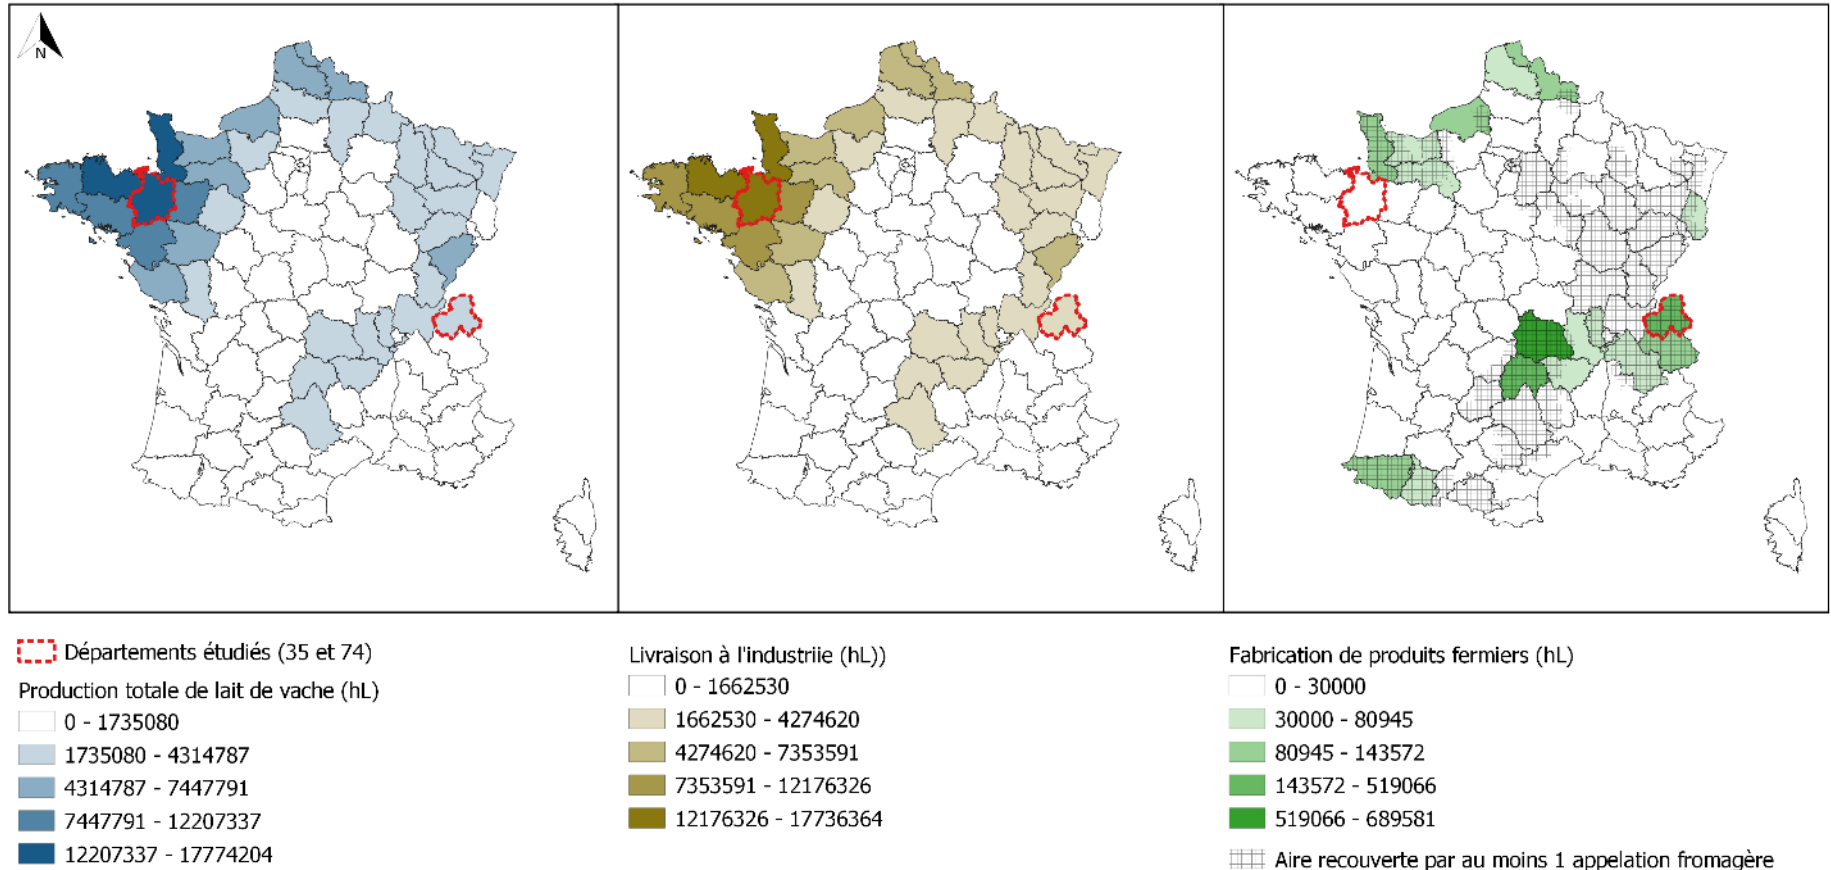 N
Départements étudiés (35 et 74)
Production totale de lait de vache (hL)
0 - 1735080
1735080 - 4314787
4314787 - 7447791
7447791 - 12207337
12207337 - 17774204
Livraison à l'industriie (hL))
0 - 1662530
1662530 - 4274620
4274620 - 7353591
7353591 - 12176326
12176326 - 17736364
Fabrication de produits fermiers (hL)
0 - 30000
30000 - 80945
80945 - 143572
143572 - 519066
519066 - 689581
Aire recouverte par au moins 1 appelation fromagère